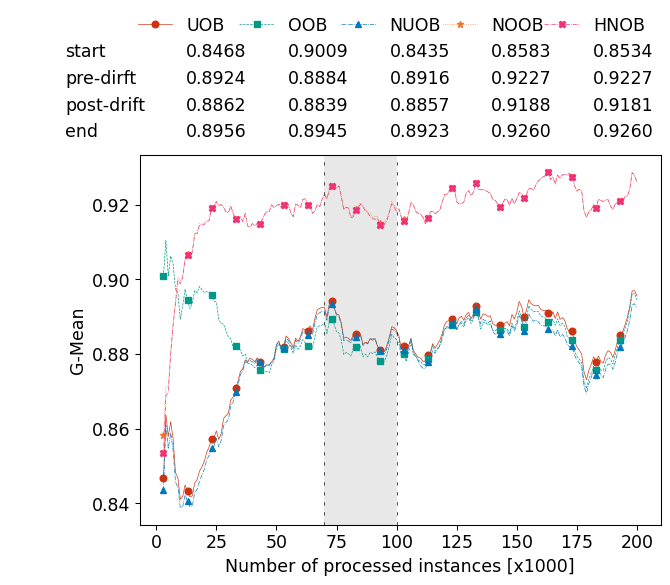 UOB OOB NUOB NOOB HNOB
start 0.8468 0.9009 0.8435 0.8583 0.8534
pre-dirft 0.8924 0.8884 0.8916 0.9227 0.9227
post-drift 0.8862 0.8839 0.8857 0.9188 0.9181
end 0.8956 0.8945 0.8923 0.9260 0.9260
0.92
0.90
0.88
0.86
0.84
G-Mean
0 25 50 75 100 125 150 175 200
Number of processed instances [x1000]